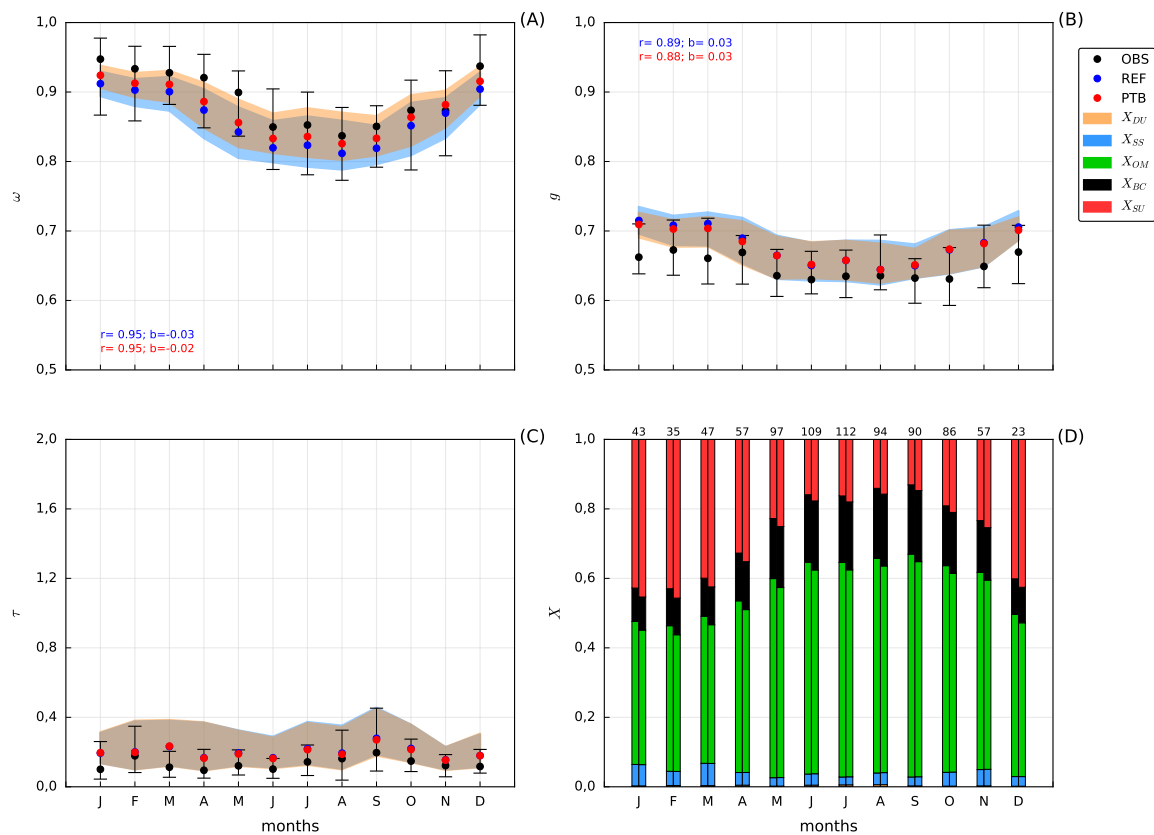 (A)
1,0
0,9
0,8
0,7
0,6
0,5
ω
r= 0.95; b=-0.03
r= 0.95; b=-0.02
(B)
1,0
0,9
0,8
0,7
0,6
0,5
g
r= 0.89; b= 0.03
r= 0.88; b= 0.03
OBS
REF
PTB
X_DU
X_SS
X_OM
X_BC
X_SU
(C)
2,0
1,6
1,2
0,8
0,4
0,0
τ
J F M A M J J A S O N D
months
(D)
43 35 47 57 97 109 112 94 90 86 57 23
1,0
0,8
0,6
0,4
0,2
0,0
X
J F M A M J J A S O N D
months